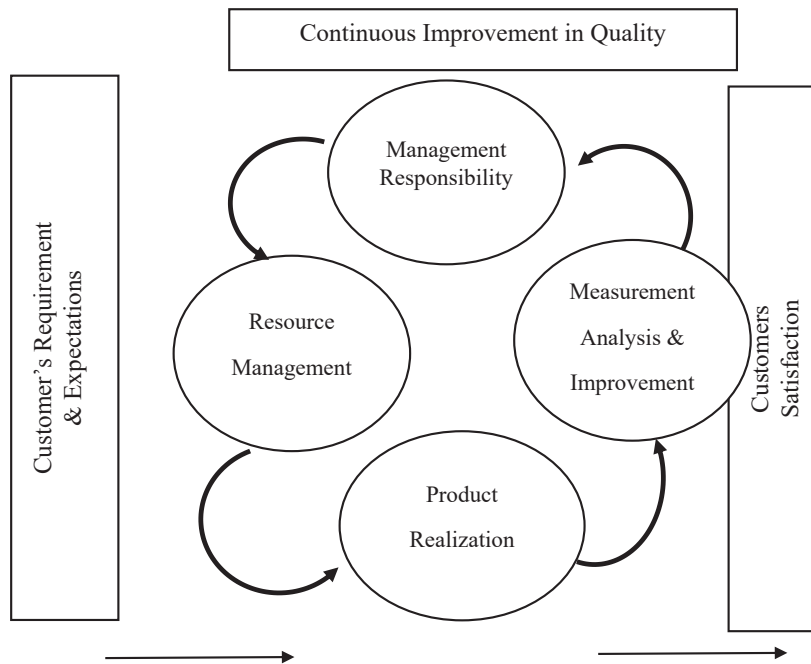 Continuous Improvement in Quality
Customer’s Requirement
& Expectations
Management
Responsibility
Resource
Management
Measurement
Analysis &
Improvement
Product
Realization
Customers
Satisfaction